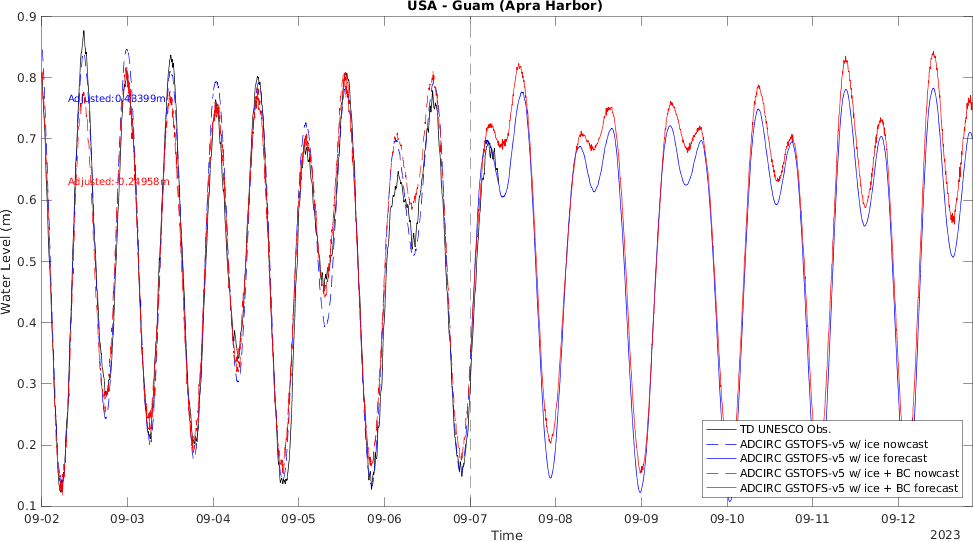 USA - Guam (Apra Harbor)
0.9
0.8
0.7
0.6
0.5
0.4
0.3
0.2
0.1
Water Level (m)
Adjusted:0.43399m
Adjusted:-0.24958m
TD UNESCO Obs.
ADCIRC GSTOFS-v5 w/ ice nowcast
ADCIRC GSTOFS-v5 w/ ice forecast
ADCIRC GSTOFS-v5 w/ ice + BC nowcast
ADCIRC GSTOFS-v5 w/ ice + BC forecast
09-02 09-03 09-04 09-05 09-06 09-07 09-08 09-09 09-10 09-11 09-12
Time
2023